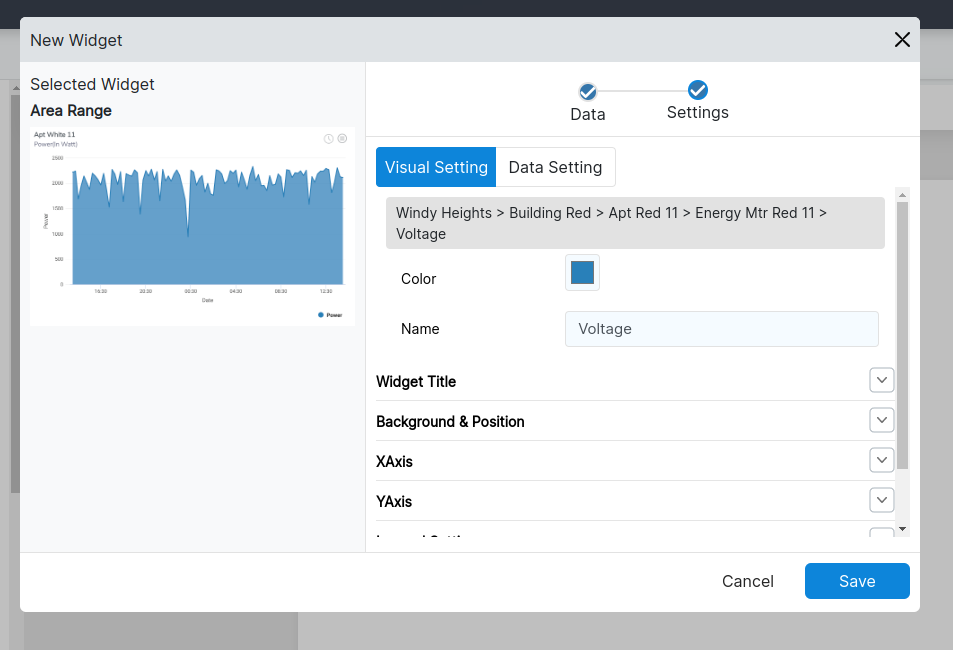 New Widget
Selected Widget
Area Range
Apt White 11
Power(In Watt)
2500
2000
1500
1000
500
0
Power
16:30
20:30
00:30
04:30
08:30
12:30
Date
Power
Data
Settings
Visual Setting
Data Setting
Windy Heights > Building Red > Apt Red 11 > Energy Mtr Red 11 >
Voltage
Color
Name
Voltage
Widget Title
Background & Position
XAxis
YAxis
Cancel
Save